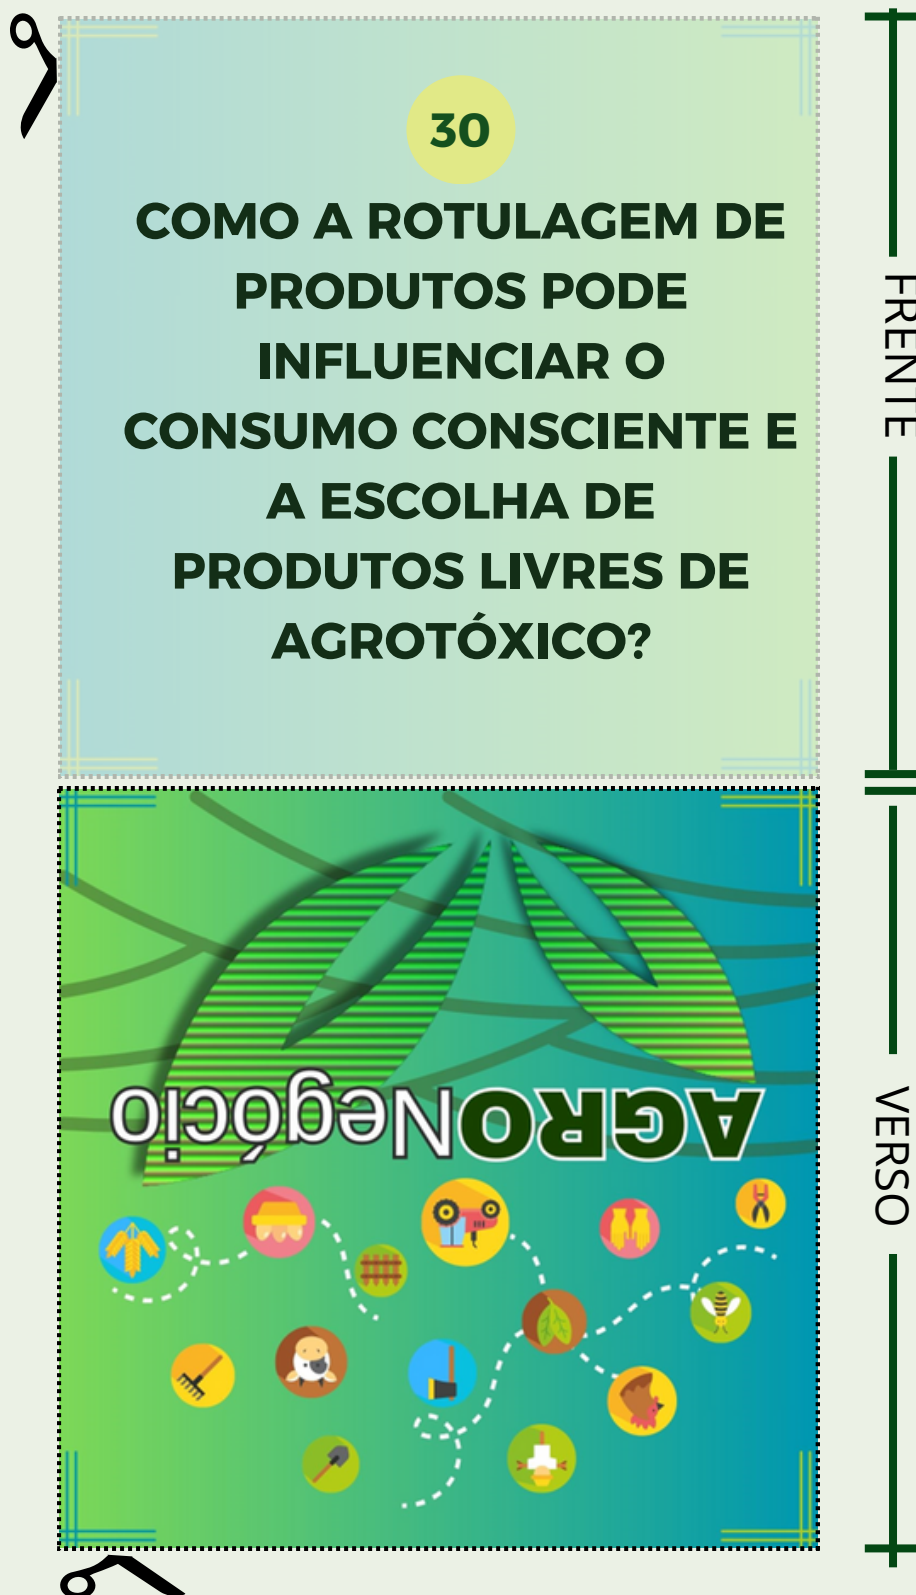 30
COMO A ROTULAGEM DE
PRODUTOS PODE
INFLUENCIAR O
CONSUMO CONSCIENTE E
A ESCOLHA DE
PRODUTOS LIVRES DE
AGROTÓXICO?
FRENTE
AGRONegócio
VERSO